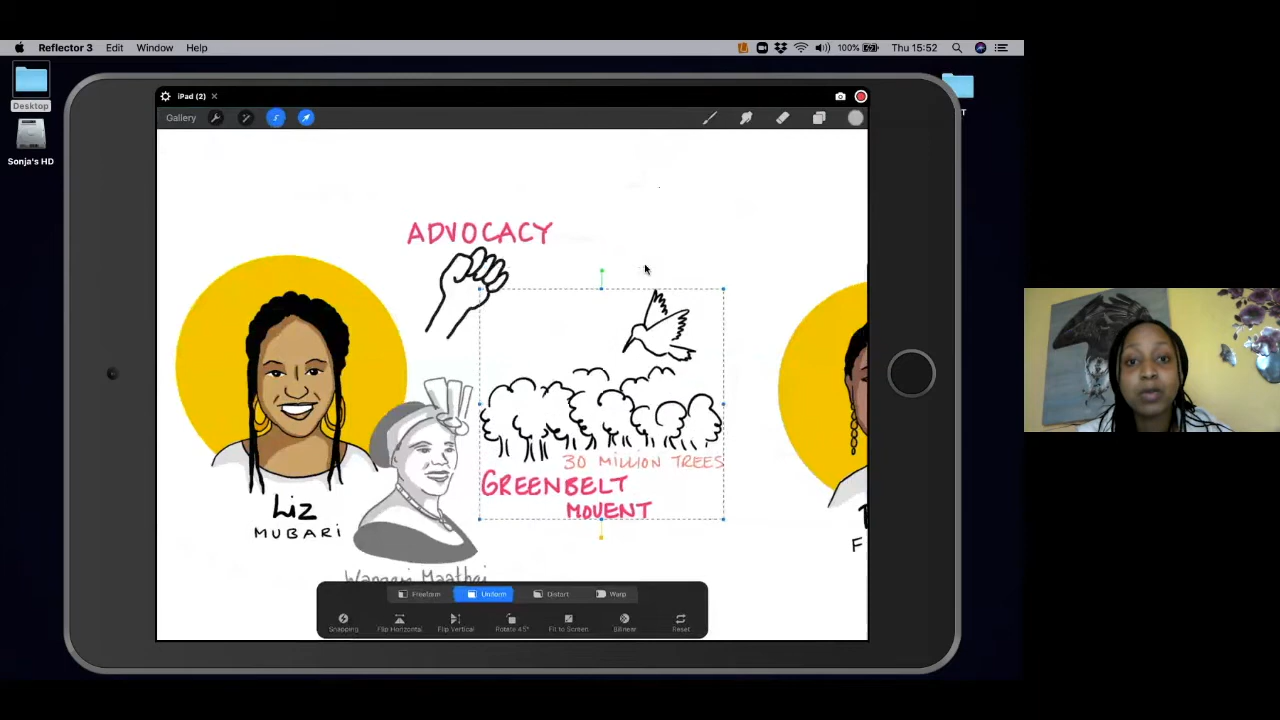 Reflector 3 Edit Window Help 100% Thu 15:52
Desktop
Sonja's HD
iPad (2)
Gallery
ADVOCACY
30 MILLION TREES
GREENBELT
MOVENT
Liz
MUBARI
Wangari Maathai
F
Freeform Uniform Distort Warp
Snapping Flip Horizontal Flip Vertical Rotate 45° Fit to Screen Bilinear Reset